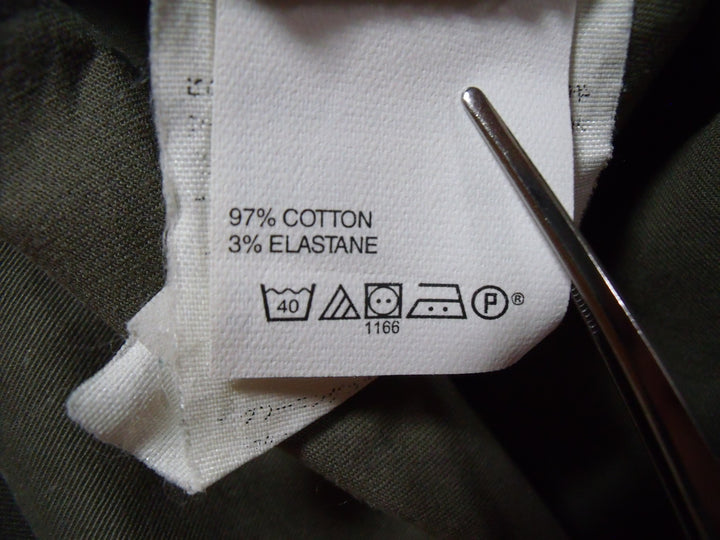 97% COTTON
3% ELASTANE
40 P ®
1166